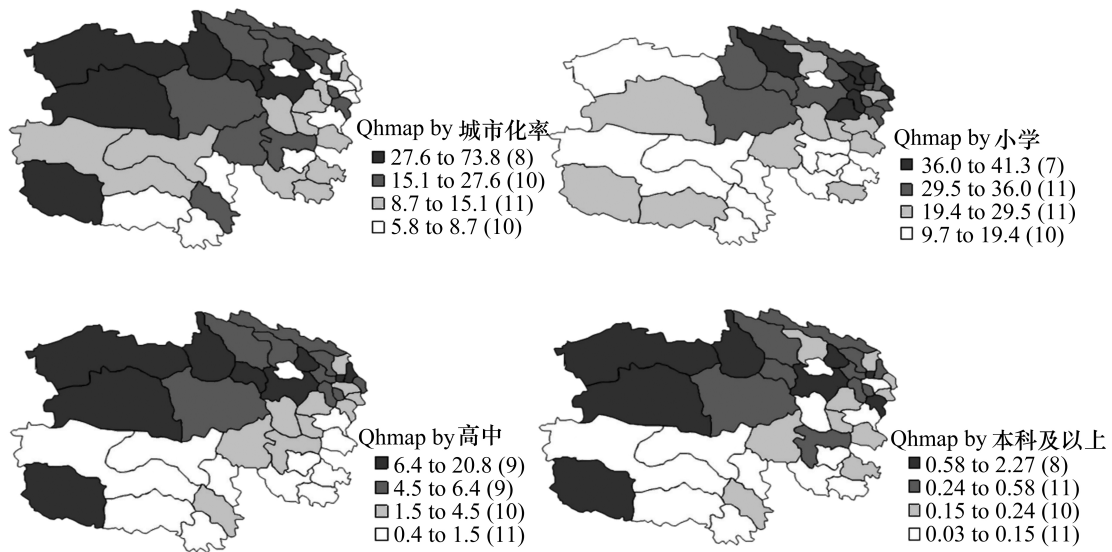 Qhmap by 城市化率
27.6 to 73.8 (8)
15.1 to 27.6 (10)
8.7 to 15.1 (11)
5.8 to 8.7 (10)
Qhmap by 小学
36.0 to 41.3 (7)
29.5 to 36.0 (11)
19.4 to 29.5 (11)
9.7 to 19.4 (10)
Qhmap by 高中
6.4 to 20.8 (9)
4.5 to 6.4 (9)
1.5 to 4.5 (10)
0.4 to 1.5 (11)
Qhmap by 本科及以上
0.58 to 2.27 (8)
0.24 to 0.58 (11)
0.15 to 0.24 (10)
0.03 to 0.15 (11)